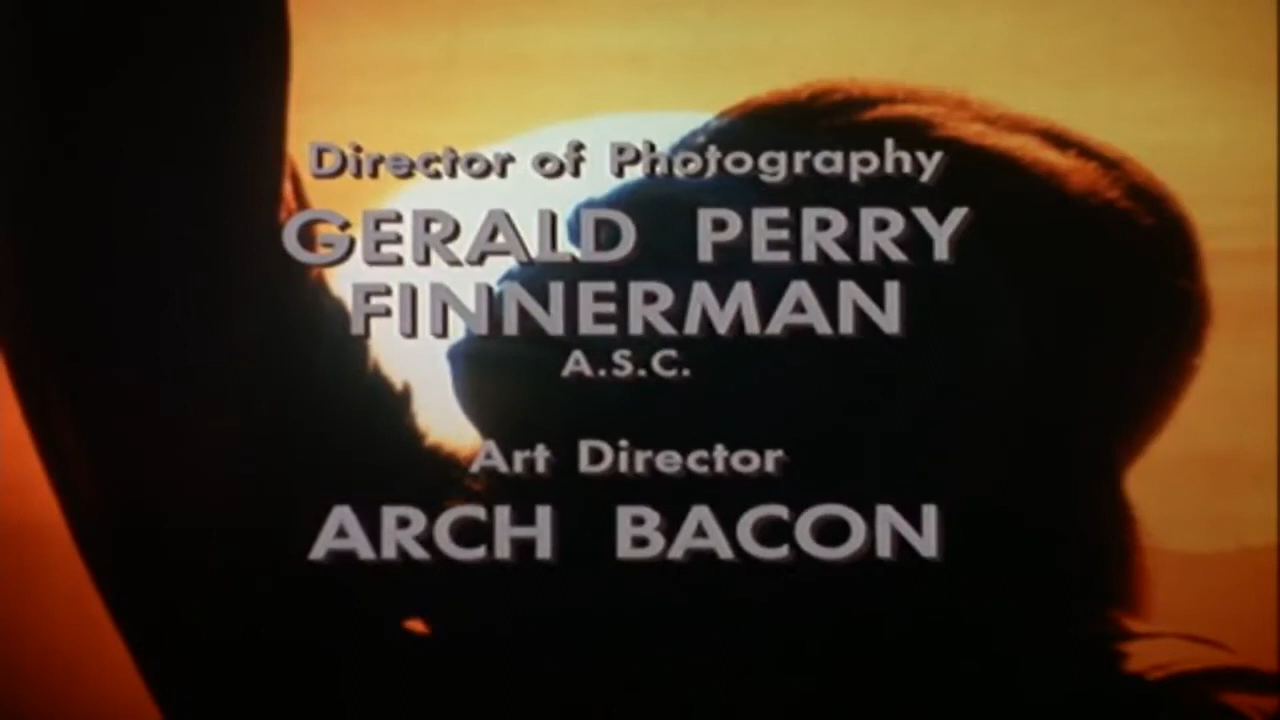 Director of Photography
GERALD PERRY
FINNERMAN
A.S.C.
Art Director
ARCH BACON